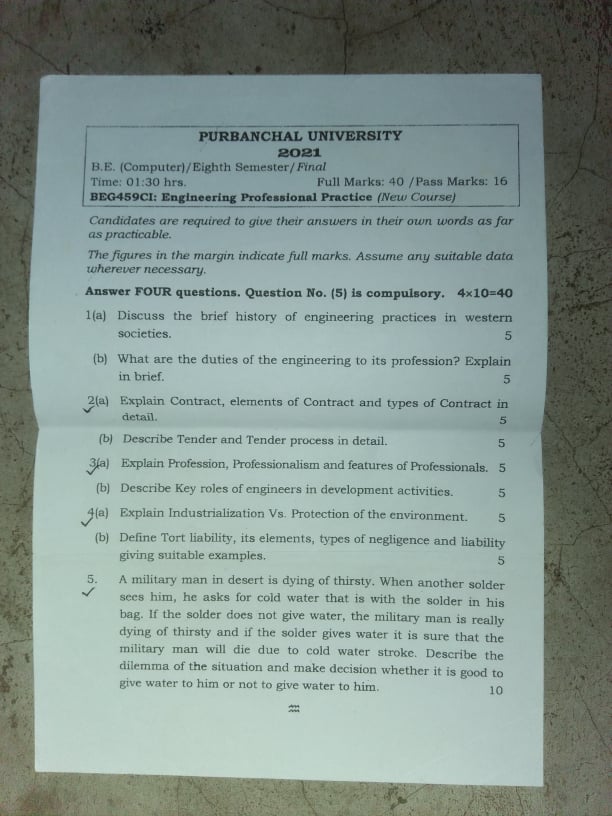 PURBANCHAL UNIVERSITY
2021
B.E. (Computer)/Eighth Semester/Final
Time: 01:30 hrs. Full Marks: 40 /Pass Marks: 16
BEG459CI: Engineering Professional Practice (New Course)
Candidates are required to give their answers in their own words as far
as practicable.
The figures in the margin indicate full marks. Assume any suitable data
wherever necessary.
Answer FOUR questions. Question No. (5) is compulsory. 4×10=40
1(a) Discuss the brief history of engineering practices in western
societies. 5
(b) What are the duties of the engineering to its profession? Explain
in brief. 5
2(a) Explain Contract, elements of Contract and types of Contract in
detail. 5
(b) Describe Tender and Tender process in detail. 5
3(a) Explain Profession, Professionalism and features of Professionals. 5
(b) Describe Key roles of engineers in development activities. 5
4(a) Explain Industrialization Vs. Protection of the environment. 5
(b) Define Tort liability, its elements, types of negligence and liability
giving suitable examples. 5
5. A military man in desert is dying of thirsty. When another solder
sees him, he asks for cold water that is with the solder in his
bag. If the solder does not give water, the military man is really
dying of thirsty and if the solder gives water it is sure that the
military man will die due to cold water stroke. Describe the
dilemma of the situation and make decision whether it is good to
give water to him or not to give water to him. 10